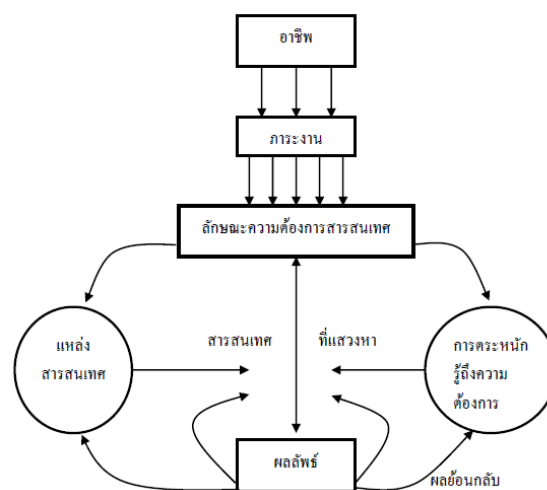 อาชีพ
ภาระงาน
ลักษณะความต้องการสารสนเทศ
แหล่ง
สารสนเทศ
สารสนเทศ
ที่แสวงหา
การตระหนัก
รู้ถึงความ
ต้องการ
ผลลัพธ์
ผลย้อนกลับ